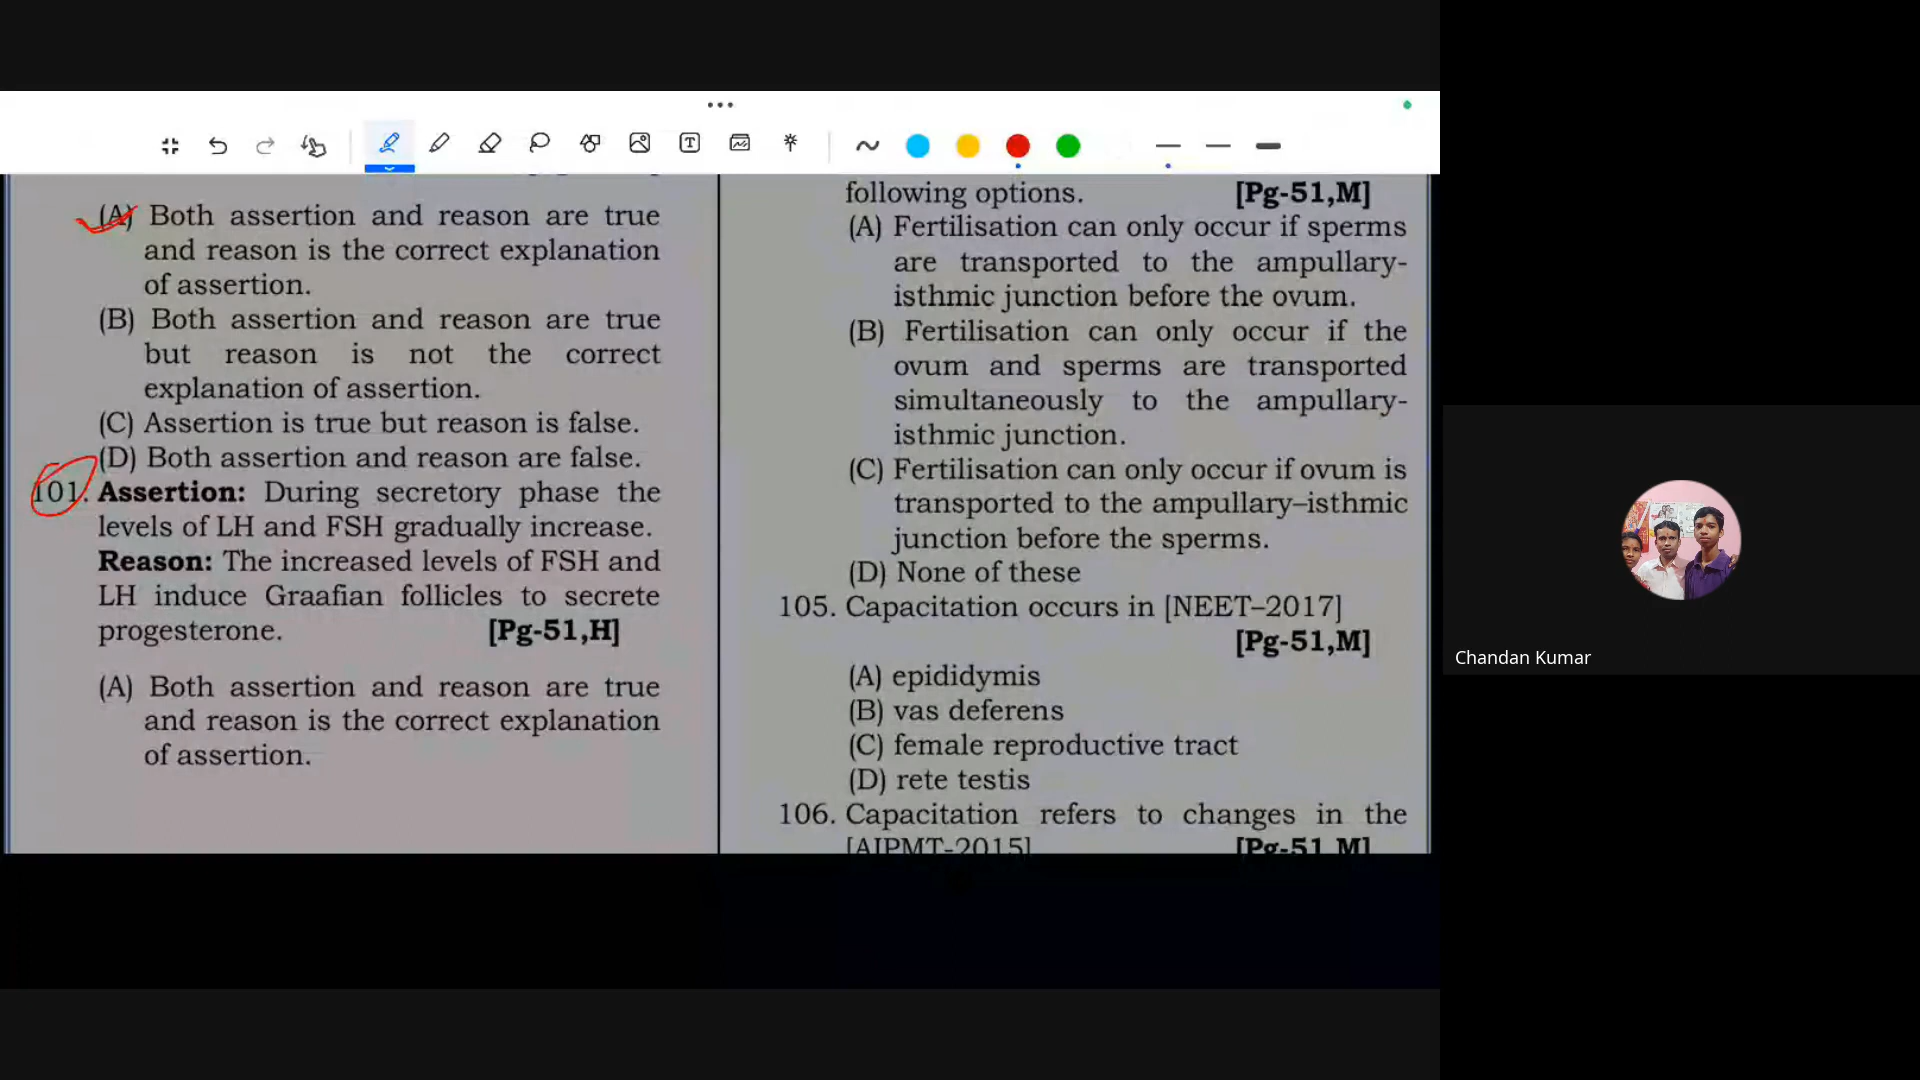 (A) Both assertion and reason are true
and reason is the correct explanation
of assertion.
(B) Both assertion and reason are true
but reason is not the correct
explanation of assertion.
(C) Assertion is true but reason is false.
(D) Both assertion and reason are false.
101. Assertion: During secretory phase the
levels of LH and FSH gradually increase.
Reason: The increased levels of FSH and
LH induce Graafian follicles to secrete
progesterone. [Pg-51,H]
(A) Both assertion and reason are true
and reason is the correct explanation
of assertion.
following options. [Pg-51,M]
(A) Fertilisation can only occur if sperms
are transported to the ampullary-
isthmic junction before the ovum.
(B) Fertilisation can only occur if the
ovum and sperms are transported
simultaneously to the ampullary-
isthmic junction.
(C) Fertilisation can only occur if ovum is
transported to the ampullary–isthmic
junction before the sperms.
(D) None of these
105. Capacitation occurs in [NEET–2017]
[Pg-51,M]
(A) epididymis
(B) vas deferens
(C) female reproductive tract
(D) rete testis
106. Capacitation refers to changes in the
[AIPMT-2015] [Pg-51,M]
Chandan Kumar